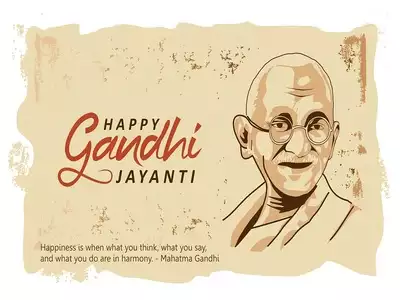 HAPPY
Gandhi
JAYANTI
Happiness is when what you think, what you say,
and what you do are in harmony. - Mahatma Gandhi